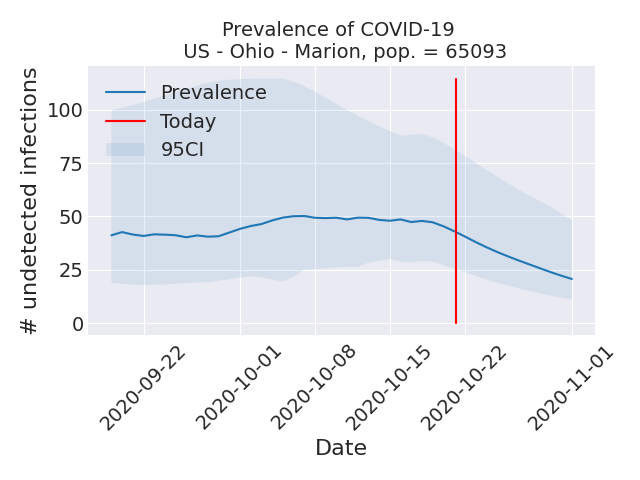 Prevalence of COVID-19
US - Ohio - Marion, pop. = 65093
# undetected infections
100
75
50
25
0
Prevalence
Today
95CI
2020-09-22
2020-10-01
2020-10-08
2020-10-15
2020-10-22
2020-11-01
Date